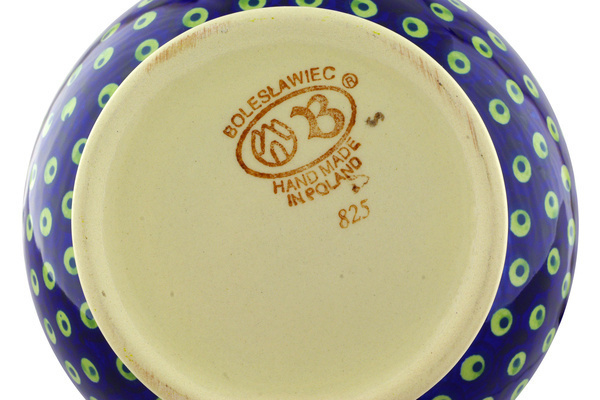 BOLESŁAWIEC ®
B
HAND MADE
IN POLAND
825